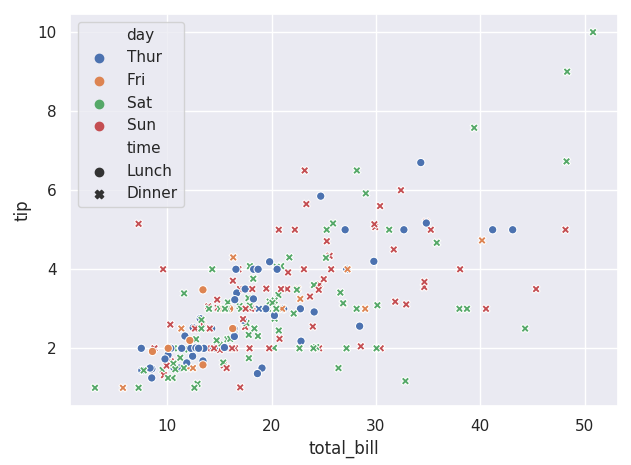 10
8
6
4
2
tip
day
Thur
Fri
Sat
Sun
time
Lunch
Dinner
10 20 30 40 50
total_bill